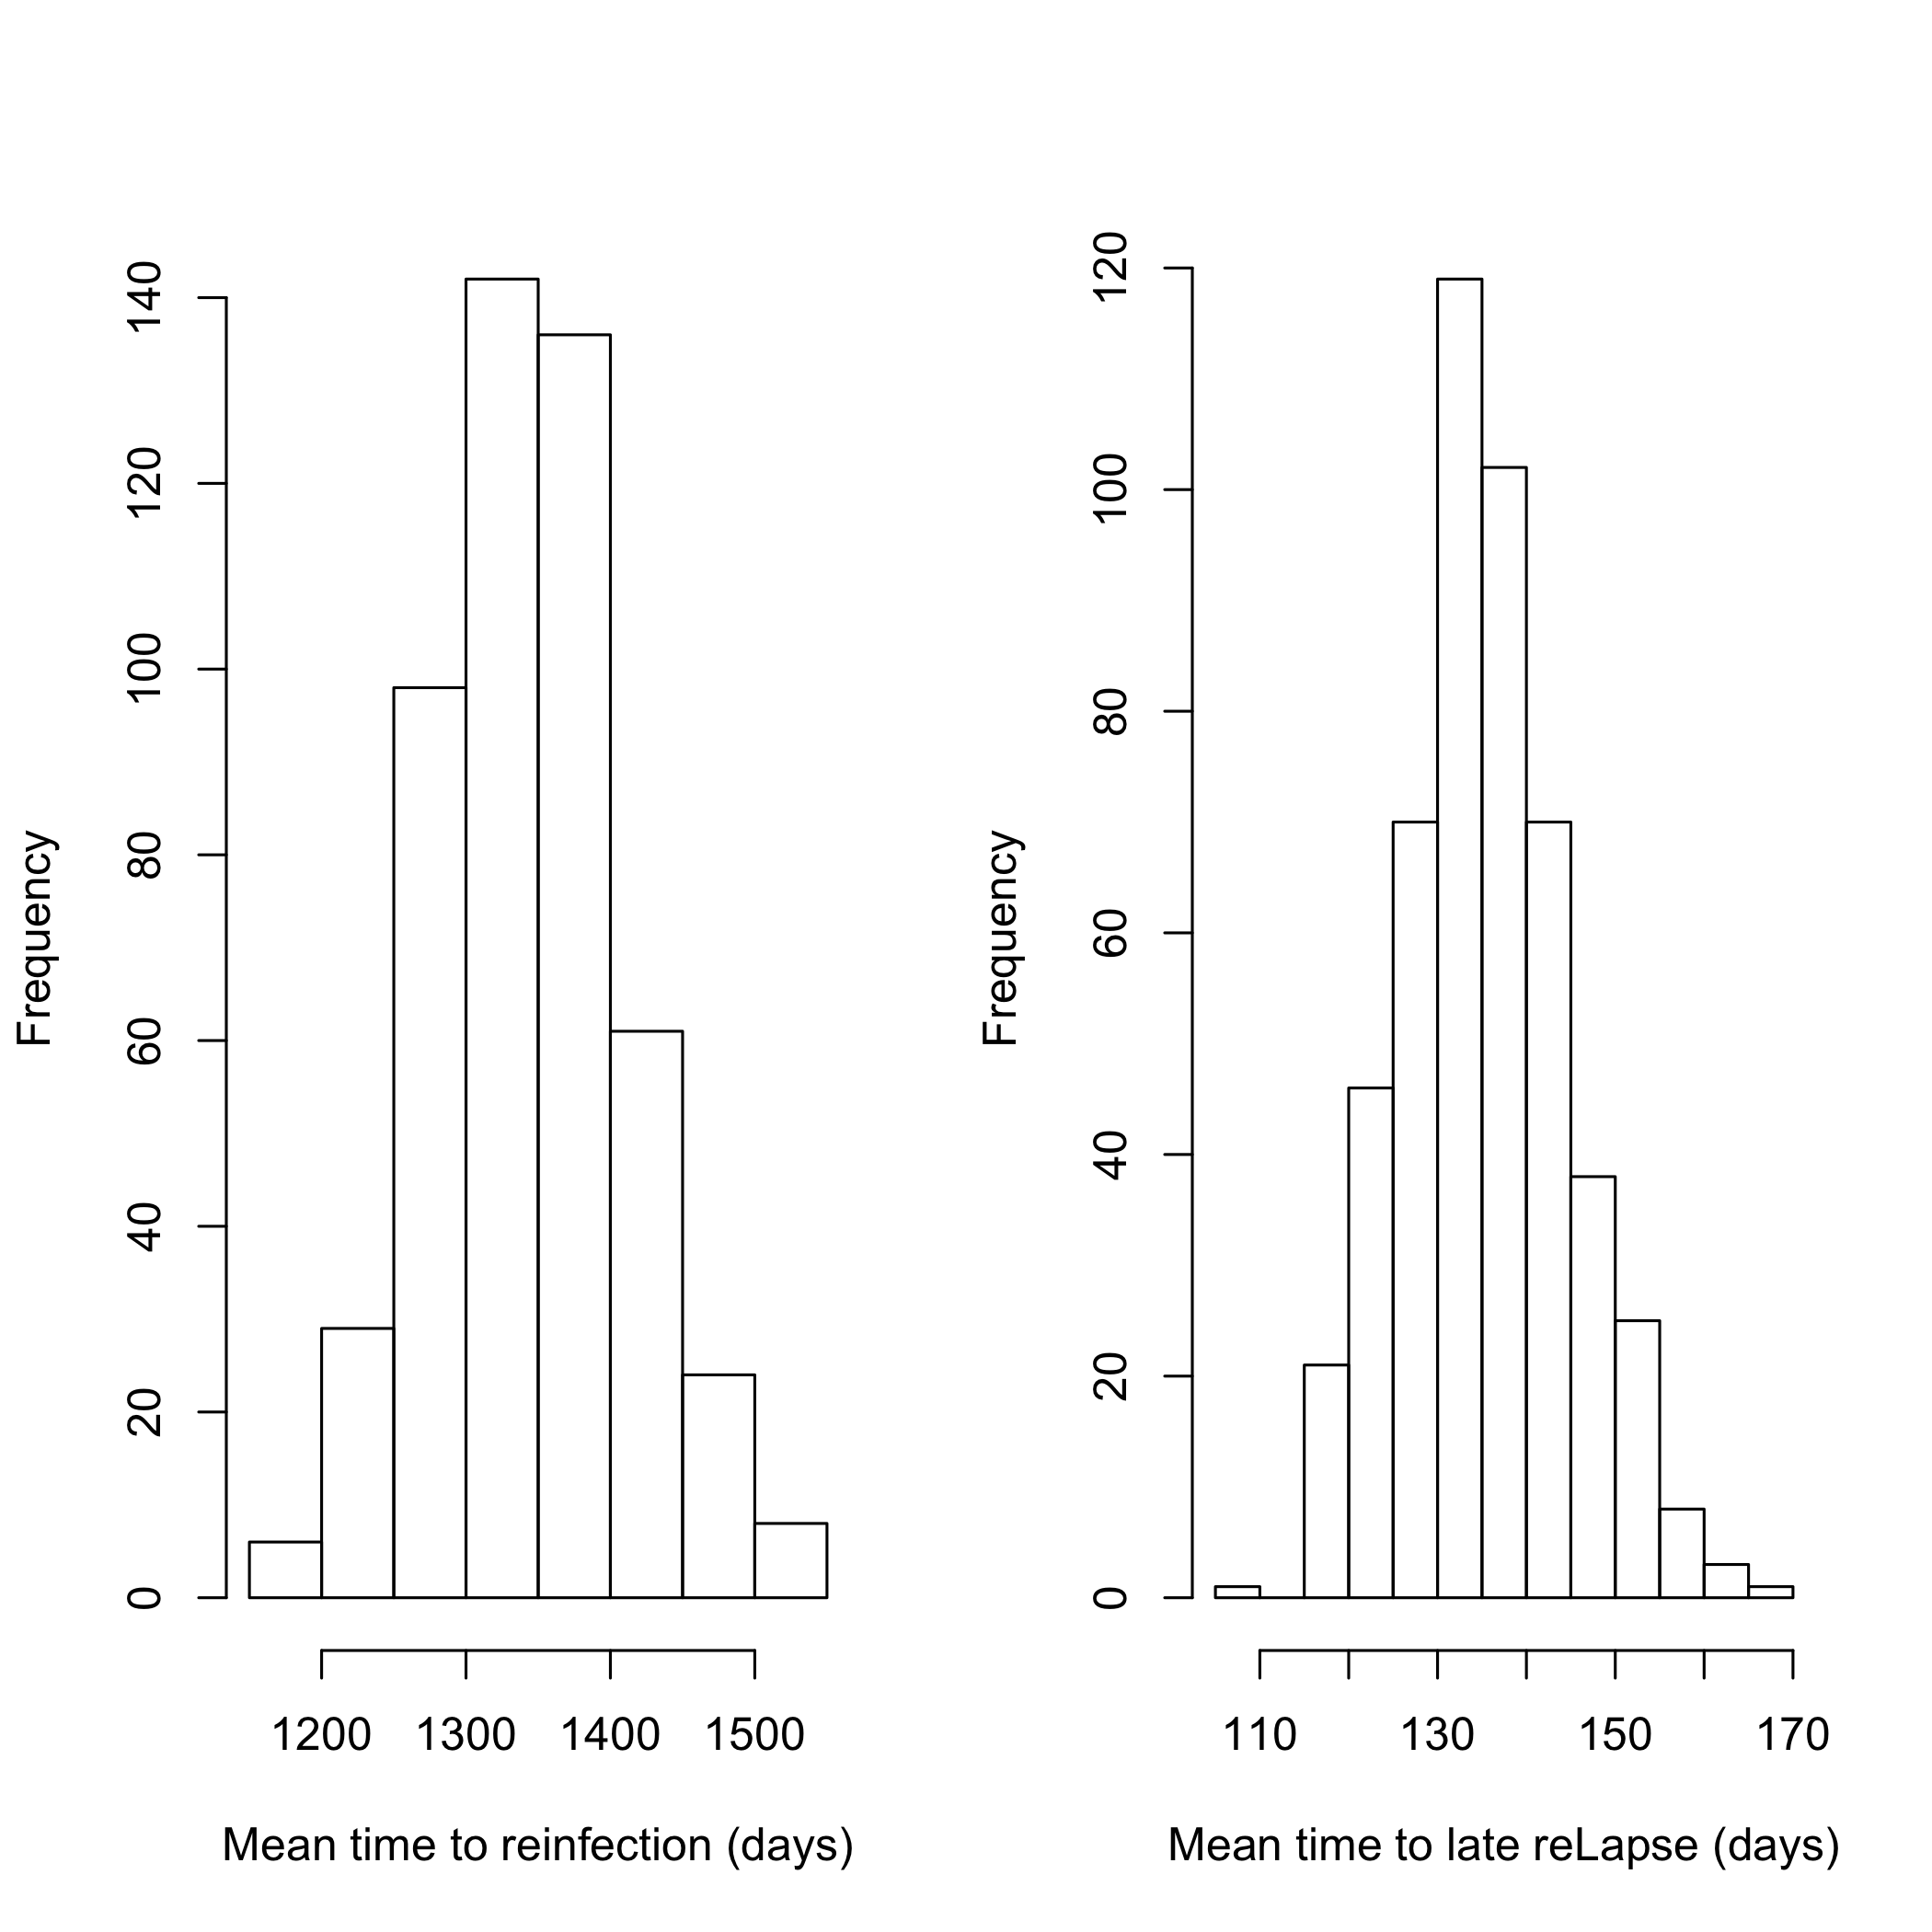 Frequency
0 20 40 60 80 100 120 140
1200 1300 1400 1500
Mean time to reinfection (days)
Frequency
0 20 40 60 80 100 120
110 130 150 170
Mean time to late reLapse (days)